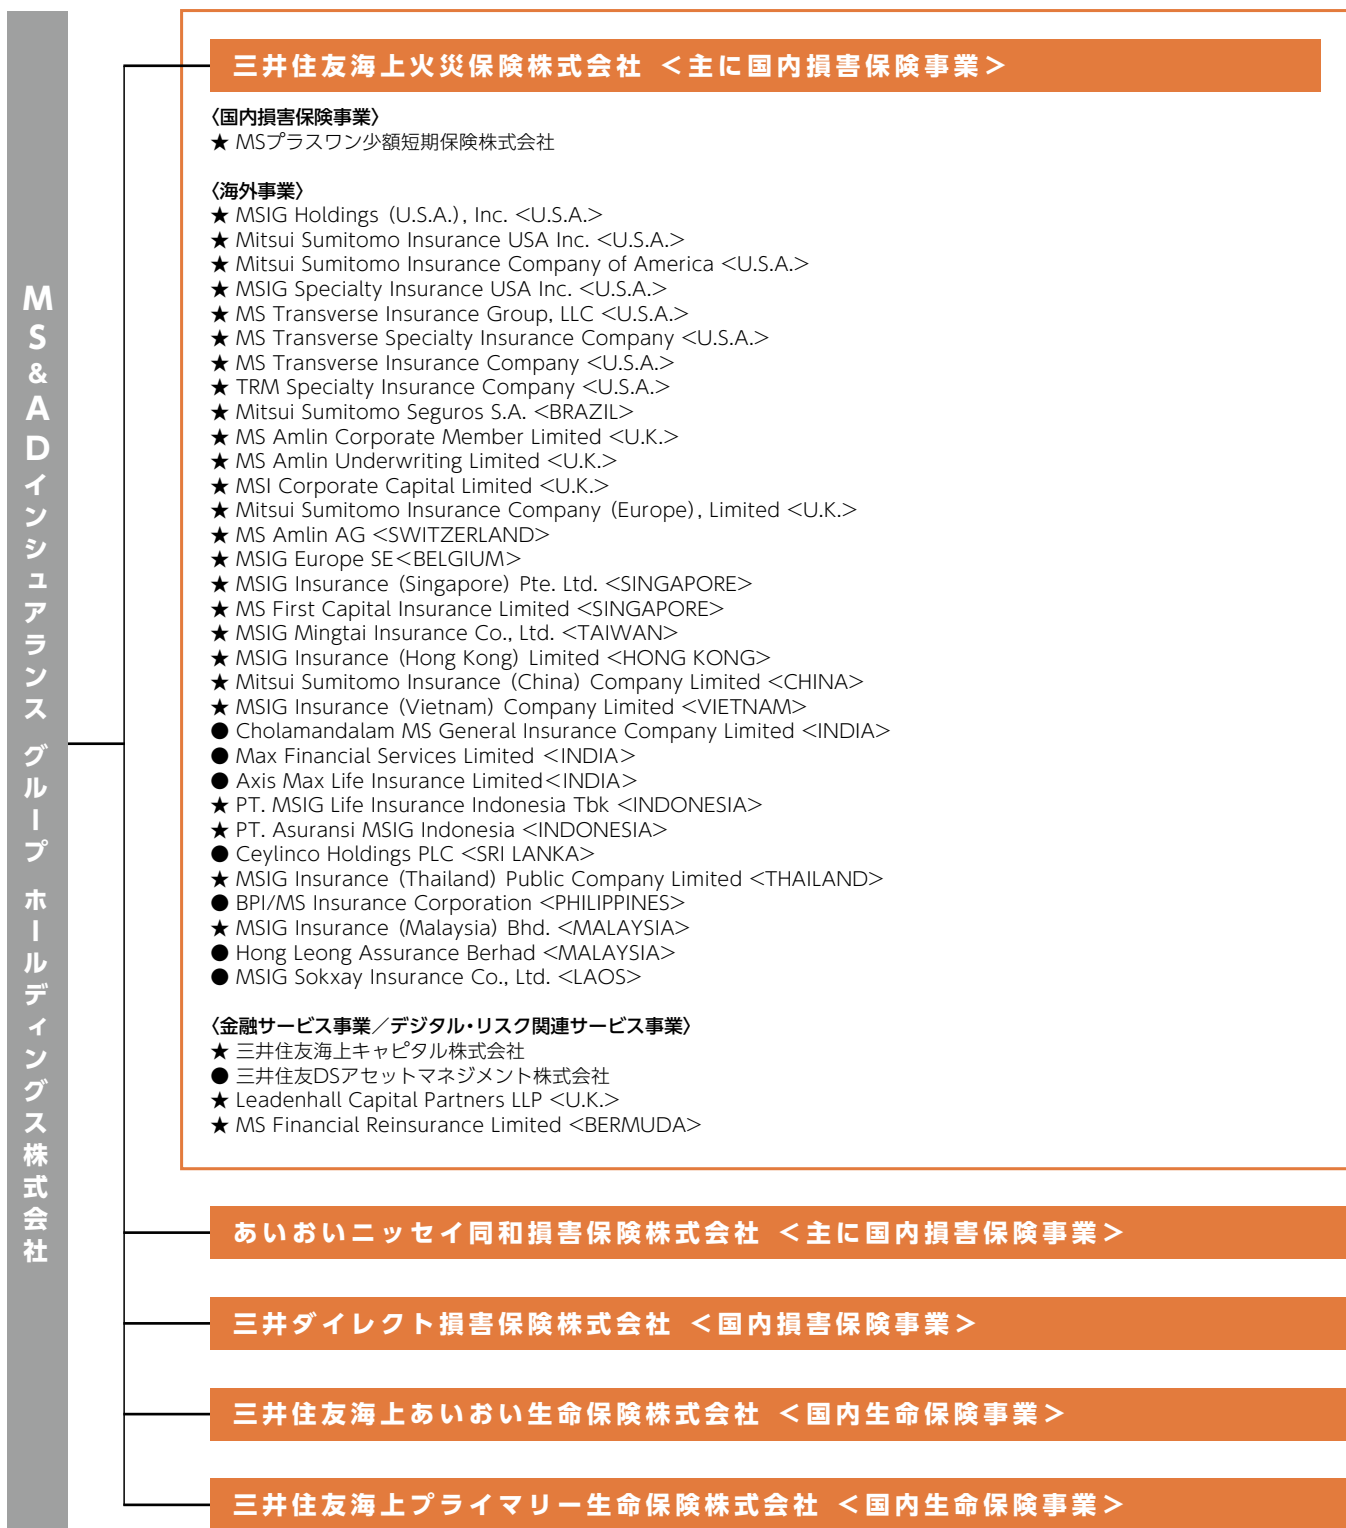 MS&ADインシュアランス グループ ホールディングス株式会社
三井住友海上火災保険株式会社 <主に国内損害保険事業>
〈国内損害保険事業〉
★ MSプラスワン少額短期保険株式会社
〈海外事業〉
★ MSIG Holdings (U.S.A.), Inc. <U.S.A.>
★ Mitsui Sumitomo Insurance USA Inc. <U.S.A.>
★ Mitsui Sumitomo Insurance Company of America <U.S.A.>
★ MSIG Specialty Insurance USA Inc. <U.S.A.>
★ MS Transverse Insurance Group, LLC <U.S.A.>
★ MS Transverse Specialty Insurance Company <U.S.A.>
★ MS Transverse Insurance Company <U.S.A.>
★ TRM Specialty Insurance Company <U.S.A.>
★ Mitsui Sumitomo Seguros S.A. <BRAZIL>
★ MS Amlin Corporate Member Limited <U.K.>
★ MS Amlin Underwriting Limited <U.K.>
★ MSI Corporate Capital Limited <U.K.>
★ Mitsui Sumitomo Insurance Company (Europe), Limited <U.K.>
★ MS Amlin AG <SWITZERLAND>
★ MSIG Europe SE<BELGIUM>
★ MSIG Insurance (Singapore) Pte. Ltd. <SINGAPORE>
★ MS First Capital Insurance Limited <SINGAPORE>
★ MSIG Mingtai Insurance Co., Ltd. <TAIWAN>
★ MSIG Insurance (Hong Kong) Limited <HONG KONG>
★ Mitsui Sumitomo Insurance (China) Company Limited <CHINA>
★ MSIG Insurance (Vietnam) Company Limited <VIETNAM>
● Cholamandalam MS General Insurance Company Limited <INDIA>
● Max Financial Services Limited <INDIA>
● Axis Max Life Insurance Limited<INDIA>
★ PT. MSIG Life Insurance Indonesia Tbk <INDONESIA>
★ PT. Asuransi MSIG Indonesia <INDONESIA>
● Ceylinco Holdings PLC <SRI LANKA>
★ MSIG Insurance (Thailand) Public Company Limited <THAILAND>
● BPI/MS Insurance Corporation <PHILIPPINES>
★ MSIG Insurance (Malaysia) Bhd. <MALAYSIA>
● Hong Leong Assurance Berhad <MALAYSIA>
● MSIG Sokxay Insurance Co., Ltd. <LAOS>
〈金融サービス事業／デジタル・リスク関連サービス事業〉
★ 三井住友海上キャピタル株式会社
● 三井住友DSアセットマネジメント株式会社
★ Leadenhall Capital Partners LLP <U.K.>
★ MS Financial Reinsurance Limited <BERMUDA>
あいおいニッセイ同和損害保険株式会社 <主に国内損害保険事業>
三井ダイレクト損害保険株式会社 <国内損害保険事業>
三井住友海上あいおい生命保険株式会社 <国内生命保険事業>
三井住友海上プライマリー生命保険株式会社 <国内生命保険事業>